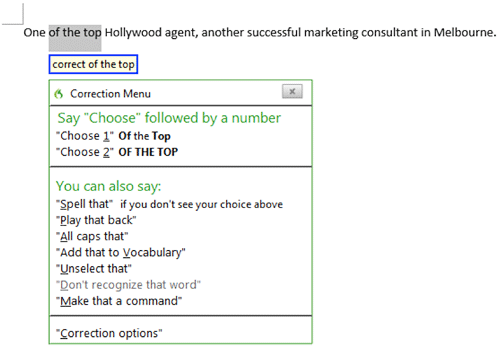 One of the top Hollywood agent, another successful marketing consultant in Melbourne.
correct of the top
Correction Menu
Say "Choose" followed by a number
"Choose 1" Of the Top
"Choose 2" OF THE TOP
You can also say:
"Spell that" if you don't see your choice above
"Play that back"
"All caps that"
"Add that to Vocabulary"
"Unselect that"
"Don't recognize that word"
"Make that a command"
"Correction options"